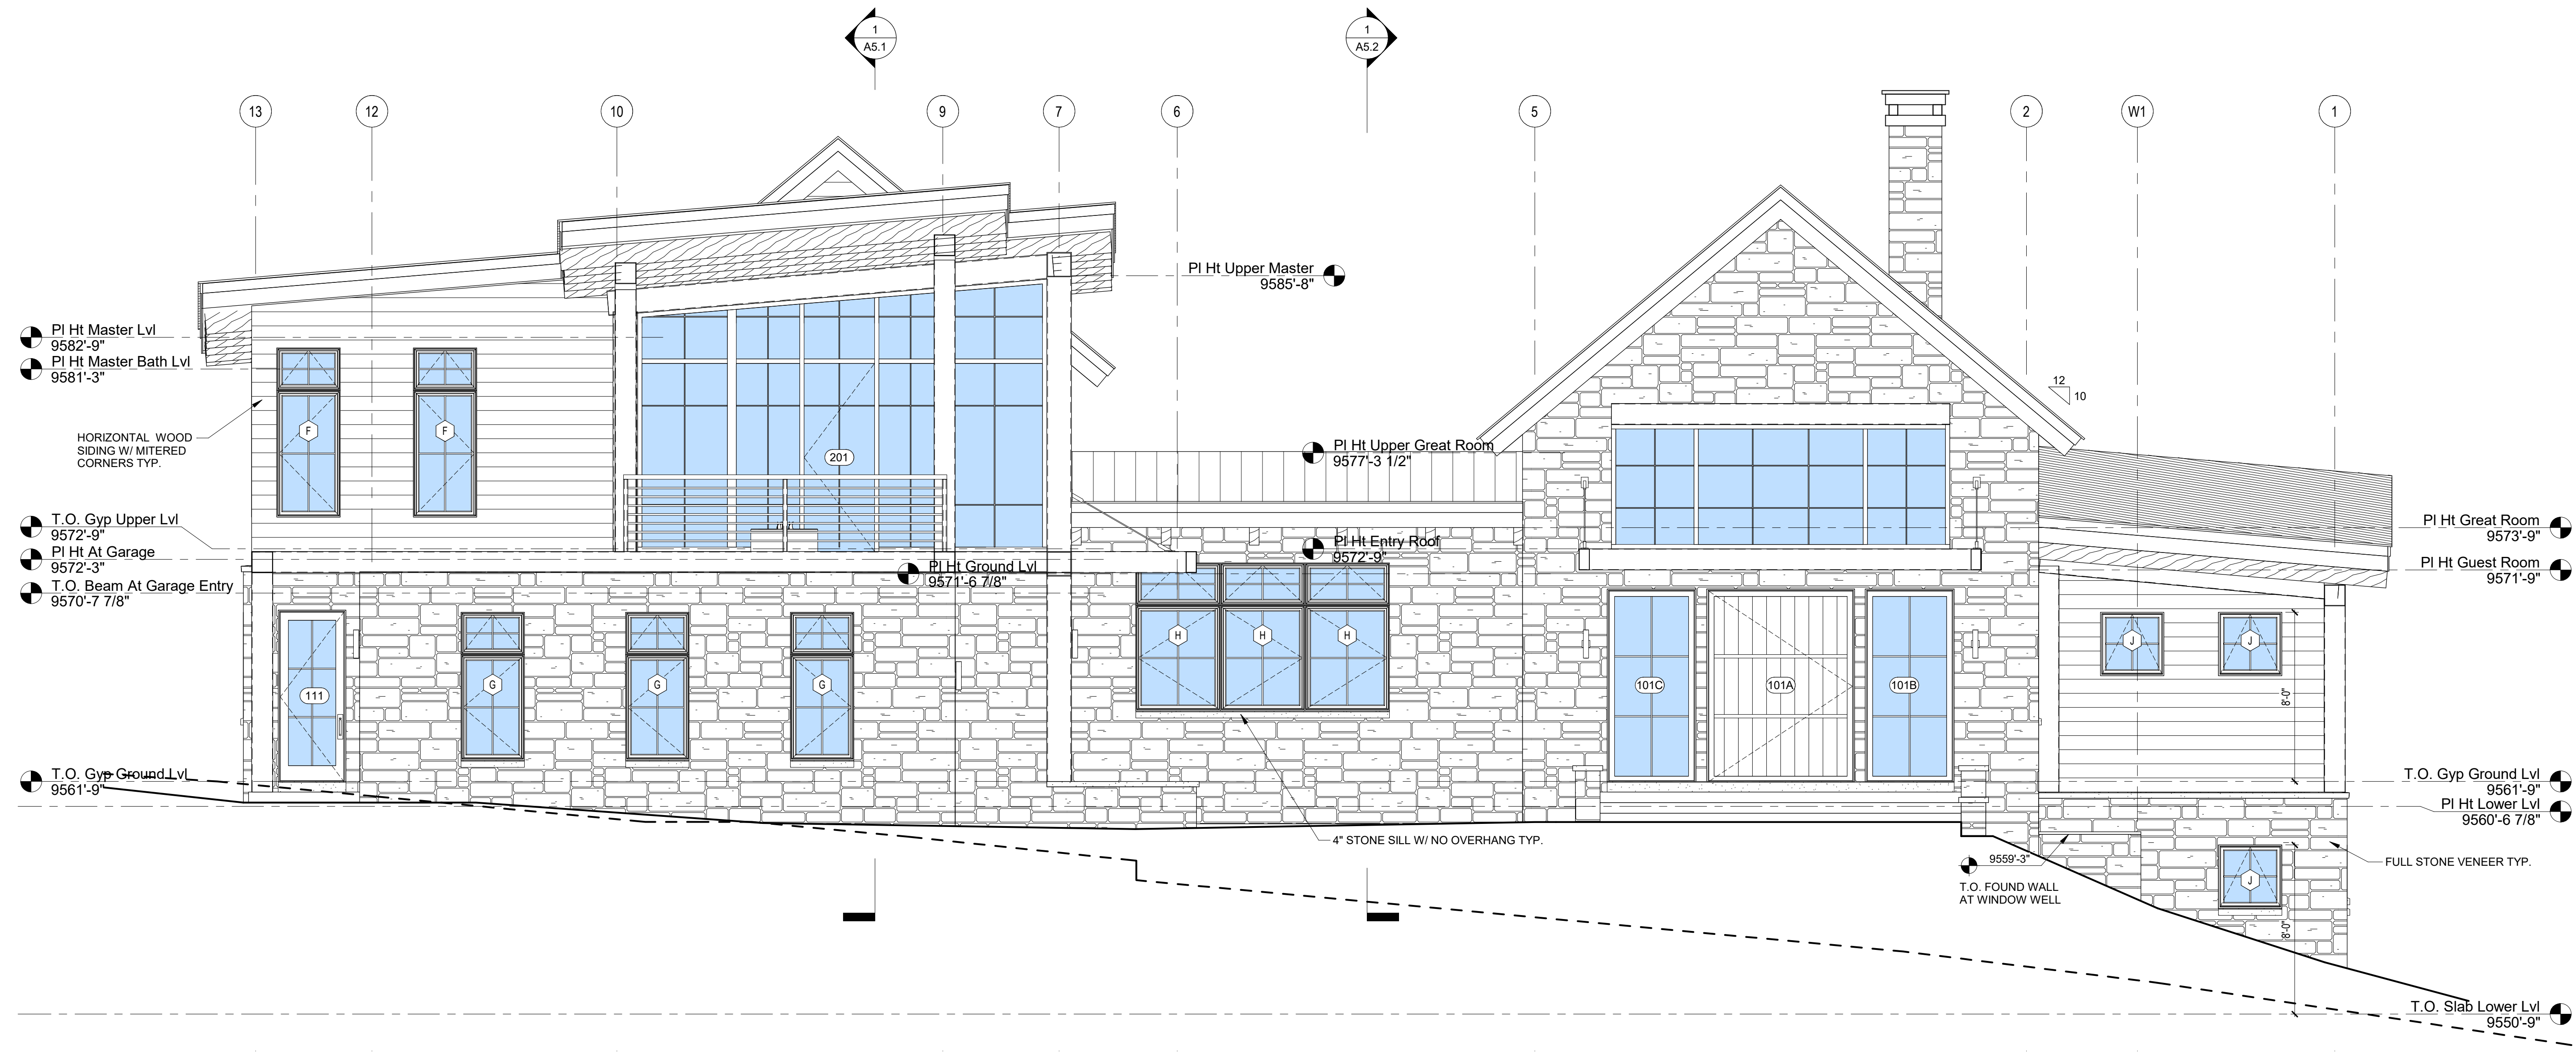 1
A5.1
1
A5.2
13
12
10
9
7
6
5
2
W1
1
Pl Ht Upper Master
9585'-8"
Pl Ht Master Lvl
9582'-9"
Pl Ht Master Bath Lvl
9581'-3"
12
10
F
F
HORIZONTAL WOOD
SIDING W/ MITERED
CORNERS TYP.
201
Pl Ht Upper Great Room
9577'-3 1/2"
T.O. Gyp Upper Lvl
9572'-9"
Pl Ht At Garage
9572'-3"
T.O. Beam At Garage Entry
9570'-7 7/8"
Pl Ht Entry Roof
9572'-9"
Pl Ht Ground Lvl
9571'-6 7/8"
Pl Ht Great Room
9573'-9"
Pl Ht Guest Room
9571'-9"
H
H
H
J
J
111
G
G
G
101C
101A
101B
8'-0"
T.O. Gyp Ground Lvl
9561'-9"
T.O. Gyp Ground Lvl
9561'-9"
Pl Ht Lower Lvl
9560'-6 7/8"
4" STONE SILL W/ NO OVERHANG TYP.
9559'-3"
T.O. FOUND WALL
AT WINDOW WELL
FULL STONE VENEER TYP.
J
8'-0"
T.O. Slab Lower Lvl
9550'-9"